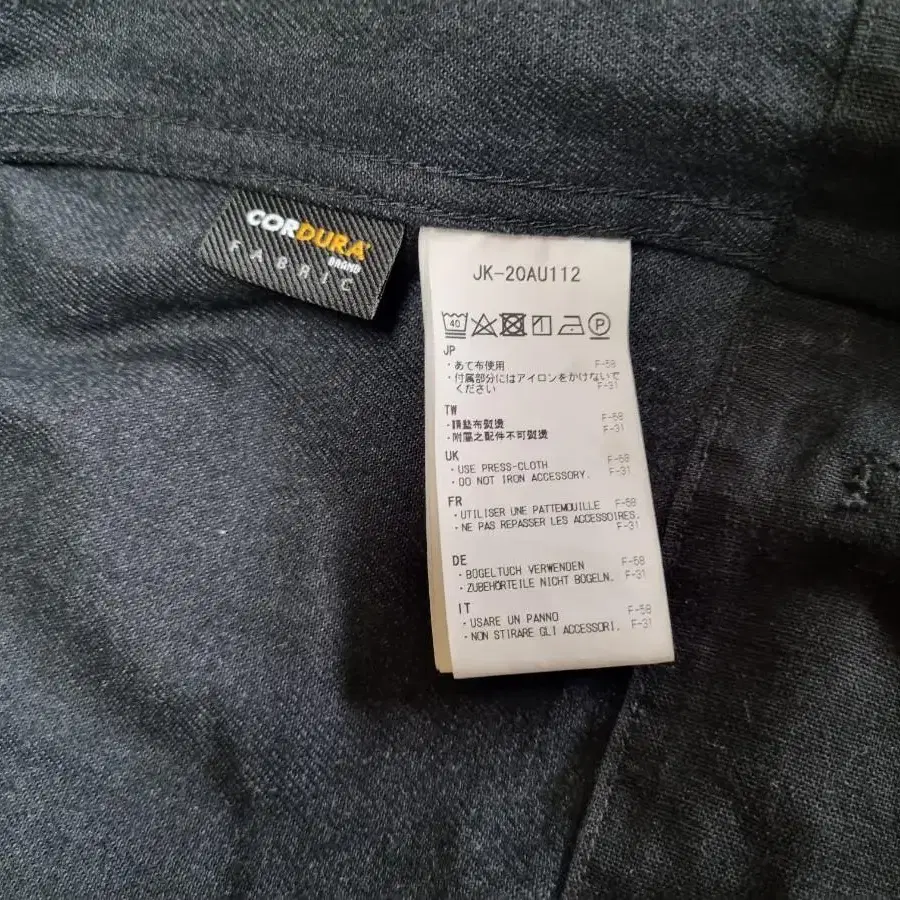 CORDURA
BRAND
FABRIC
JK-20AU112
40 P
JP
・あて布使用 F-58
・付属部分にはアイロンをかけないで
ください F-31
TW
・請墊布熨燙 F-58
・附屬之配件不可熨燙 F-31
UK
・USE PRESS-CLOTH F-58
・DO NOT IRON ACCESSORY. F-31
FR
・UTILISER UNE PATTEMOUILLE F-58
・NE PAS REPASSER LES ACCESSOIRES.
F-31
DE
・BÜGELTUCH VERWENDEN F-58
・ZUBEHÖRTEILE NICHT BÜGELN. F-31
IT
・USARE UN PANNO F-58
・NON STIRARE GLI ACCESSORI. F-31